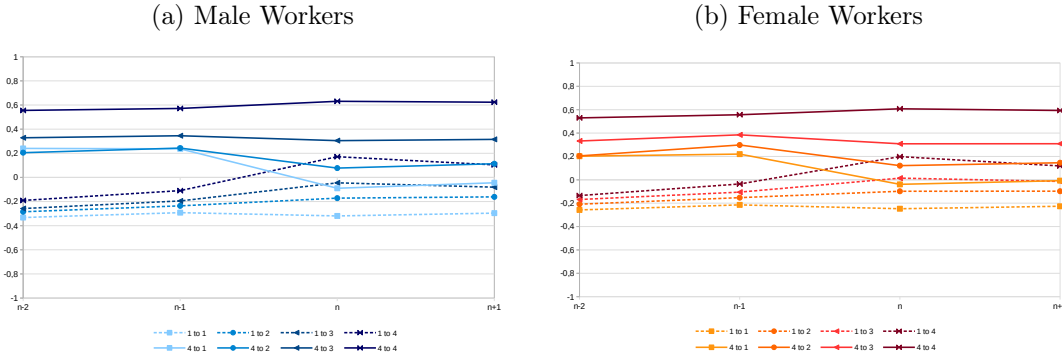 (a) Male Workers
1
0,8
0,6
0,4
0,2
0
-0,2
-0,4
-0,6
-0,8
-1
n-2 n-1 n n+1
1 to 1 1 to 2 1 to 3 1 to 4
4 to 1 4 to 2 4 to 3 4 to 4
(b) Female Workers
1
0,8
0,6
0,4
0,2
0
-0,2
-0,4
-0,6
-0,8
-1
n-2 n-1 n n+1
1 to 1 1 to 2 1 to 3 1 to 4
4 to 1 4 to 2 4 to 3 4 to 4